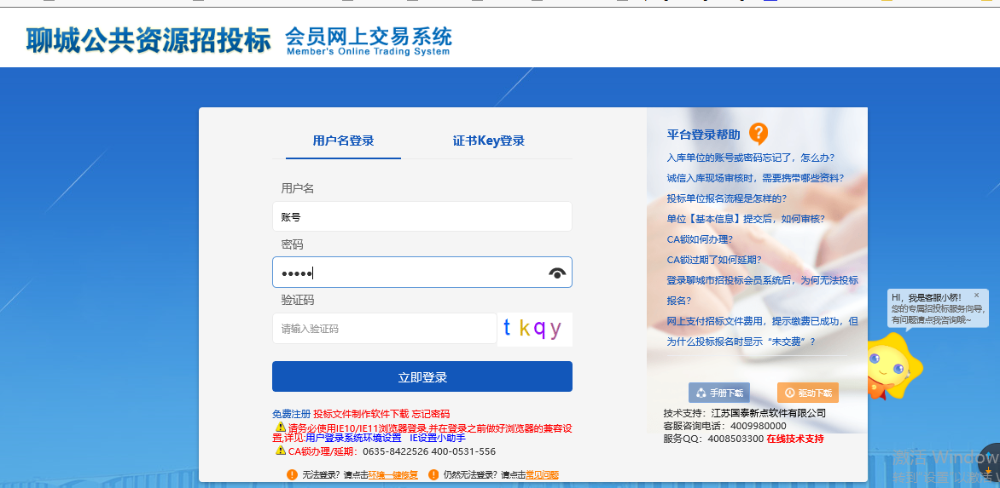 聊城公共资源招投标 会员网上交易系统
Member's Online Trading System
用户名登录 证书Key登录
用户名
账号
密码
验证码
请输入验证码 tkqy
立即登录
免费注册 投标文件制作软件下载 忘记密码
请务必使用IE10/IE11浏览器登录,并在登录之前做好浏览器的兼容设
置,详见:用户登录系统环境设置 IE设置小助手
CA锁办理/延期：0635-8422526 400-0531-556
无法登录？请点击环境一键修复 仍然无法登录？请点击常见问题
平台登录帮助 ?
入库单位的账号或密码忘记了，怎么办？
诚信入库现场审核时，需要携带哪些资料？
投标单位报名流程是怎样的？
单位【基本信息】提交后，如何审核？
CA锁如何办理？
CA锁过期了如何延期？
登录聊城市招投标会员系统后，为何无法投标
报名？
网上支付招标文件费用，提示缴费已成功，但
为什么投标报名时显示“未交费”？
手册下载 驱动下载
技术支持：江苏国泰新点软件有限公司
客服咨询电话：4009980000
服务QQ：4008503300 在线技术支持
HI，我是客服小桥！
您的专属招投标服务向导，
有问题请点我咨询哦~
激活 Window
转到"设置"以激活 W